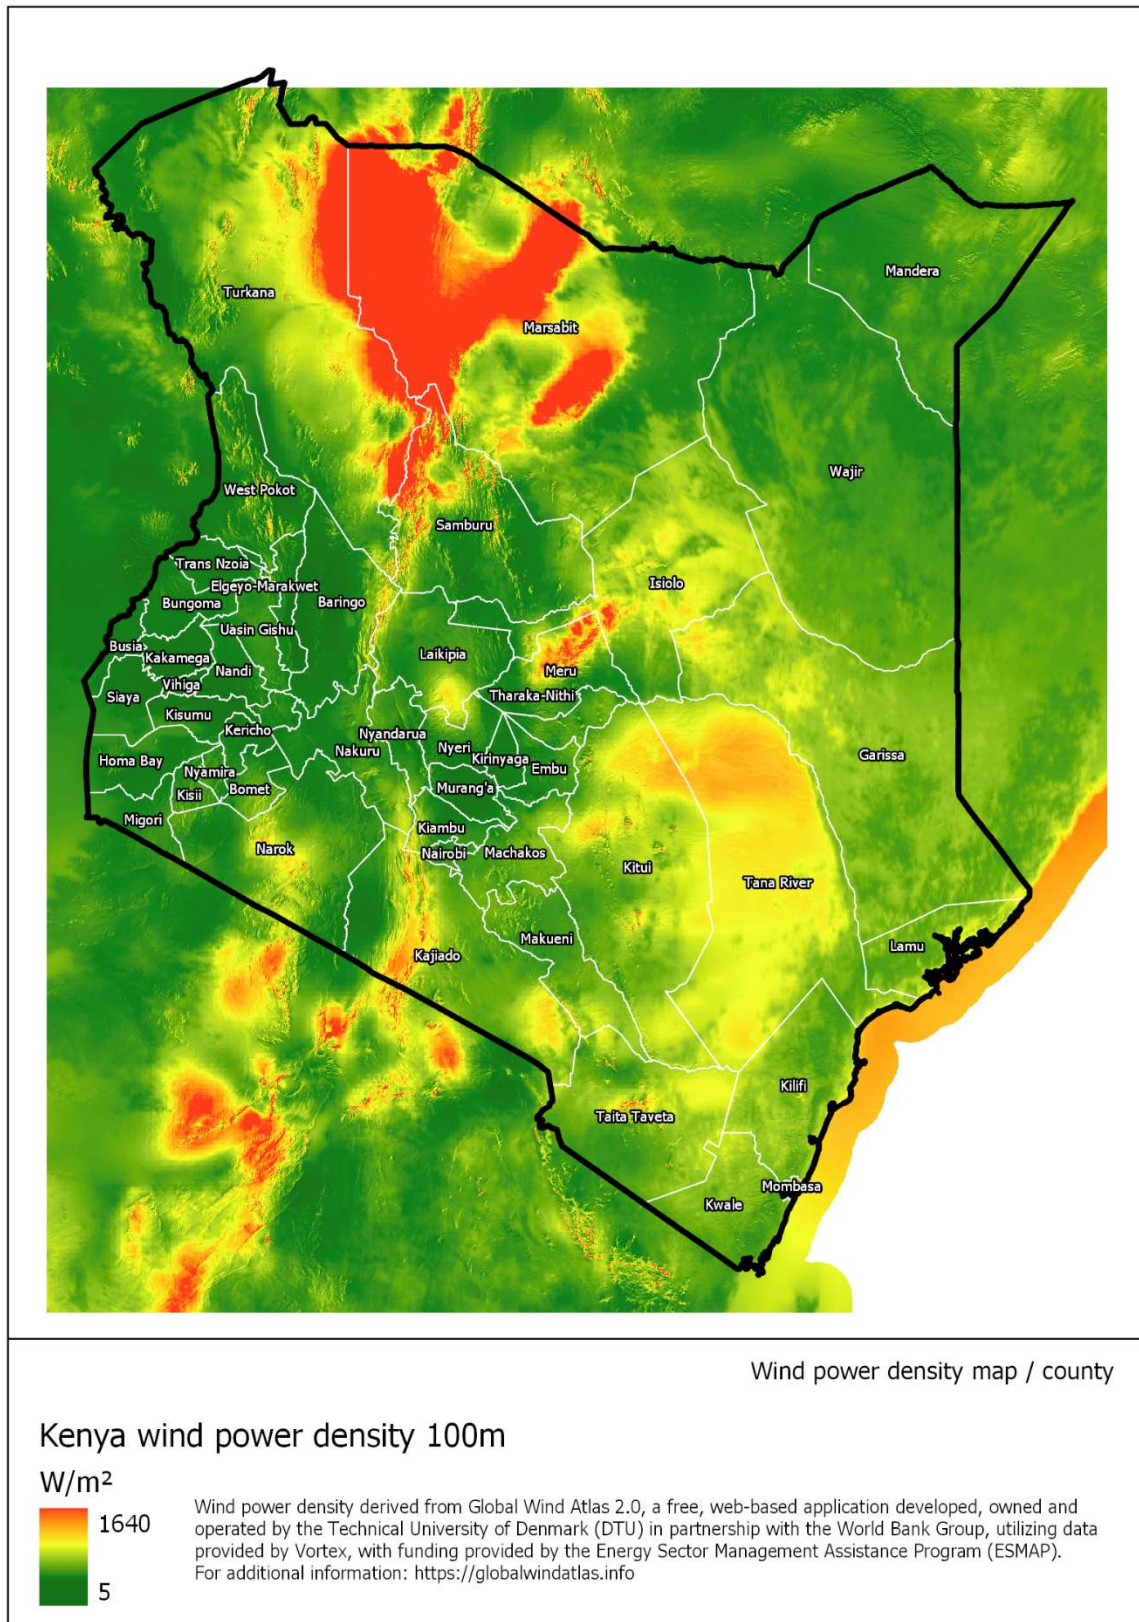 Mandera
Turkana
Marsabit
Wajir
West Pokot
Samburu
Trans Nzoia
Elgeyo-Marakwet
Isiolo
Bungoma
Baringo
Uasin Gishu
Busia
Kakamega
Laikipia
Nandi
Meru
Vihiga
Siaya
Tharaka-Nithi
Kisumu
Kericho
Nyandarua
Nyeri
Nakuru
Garissa
Kirinyaga
Homa Bay
Embu
Nyamira
Bomet
Murang'a
Kisii
Migori
Kiambu
Narok
Nairobi
Machakos
Kitui
Tana River
Makueni
Lamu
Kajiado
Kilifi
Taita Taveta
Mombasa
Kwale
Wind power density map / county
Kenya wind power density 100m
W/m²
1640
5
Wind power density derived from Global Wind Atlas 2.0, a free, web-based application developed, owned and
operated by the Technical University of Denmark (DTU) in partnership with the World Bank Group, utilizing data
provided by Vortex, with funding provided by the Energy Sector Management Assistance Program (ESMAP).
For additional information: https://globalwindatlas.info